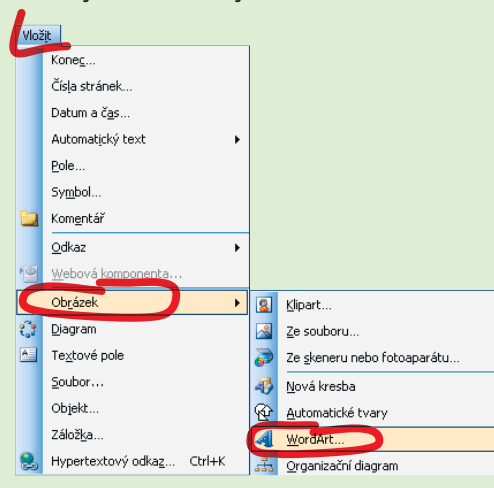 Vložit
Konec...
Čísla stránek...
Datum a čas...
Automatický text
Pole...
Symbol...
Komentář
Odkaz
Webová komponenta...
Obrázek
Diagram
Textové pole
Soubor...
Objekt...
Záložka...
Hypertextový odkaz... Ctrl+K
Klipart...
Ze souboru...
Ze skeneru nebo fotoaparátu...
Nová kresba
Automatické tvary
WordArt...
Organizační diagram